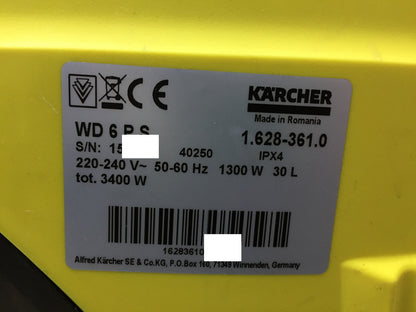 KÄRCHER
Made in Romania
WD 6 P S
1.628-361.0
S/N: 15 40250
IPX4
220-240 V~ 50-60 Hz 1300 W 30 L
tot. 3400 W
16283610
Alfred Kärcher SE & Co.KG, P.O.Box 160, 71349 Winnenden, Germany